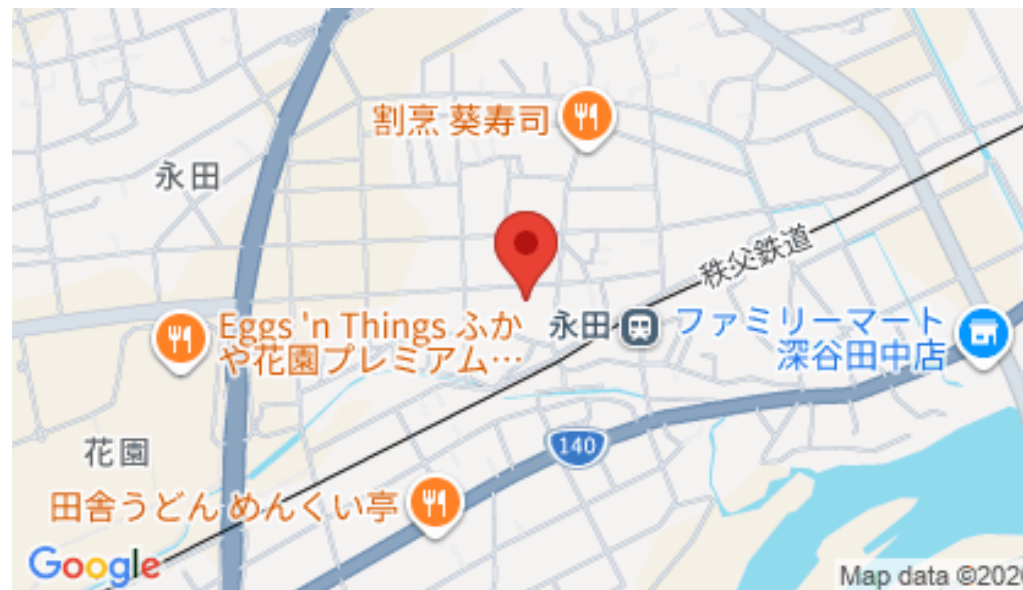 割烹 葵寿司
永田
秩父鉄道
Eggs 'n Things ふか
や花園プレミアム…
永田
ファミリーマート
深谷田中店
花園
140
田舎うどん めんくい亭
Google
Map data ©202